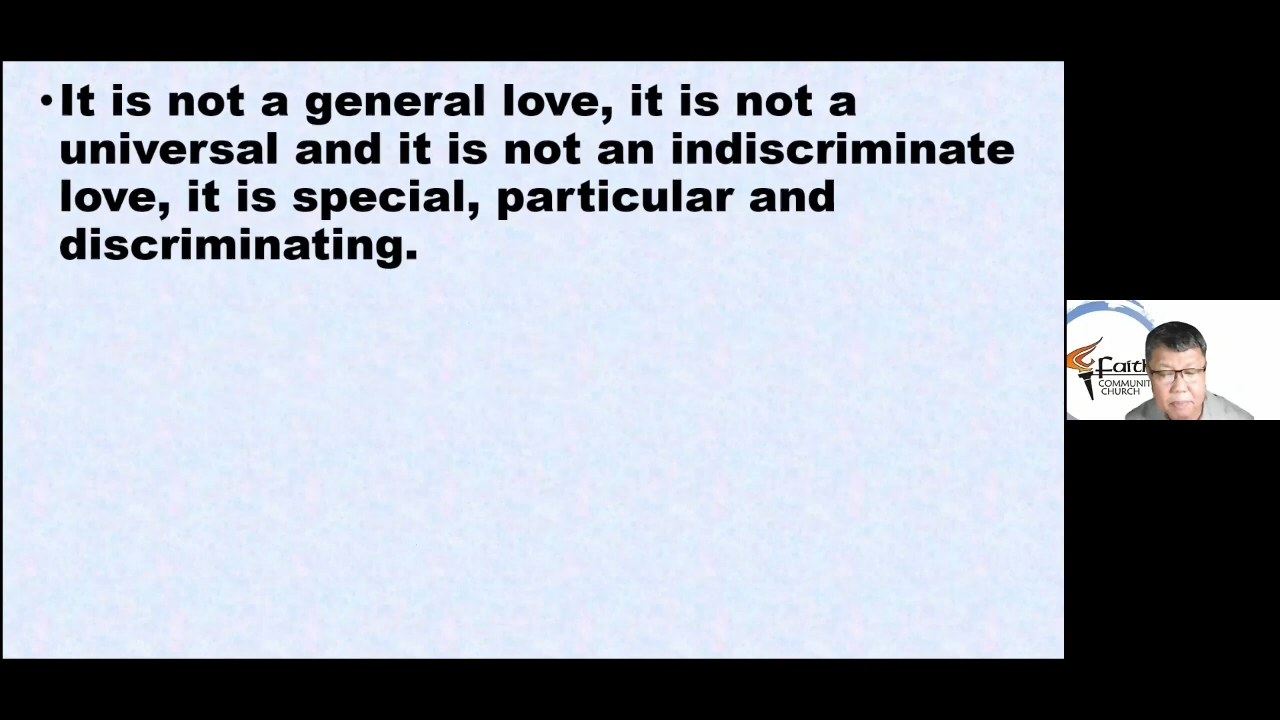 •It is not a general love, it is not a
universal and it is not an indiscriminate
love, it is special, particular and
discriminating.
Faith
COMMUNIT
CHURCH